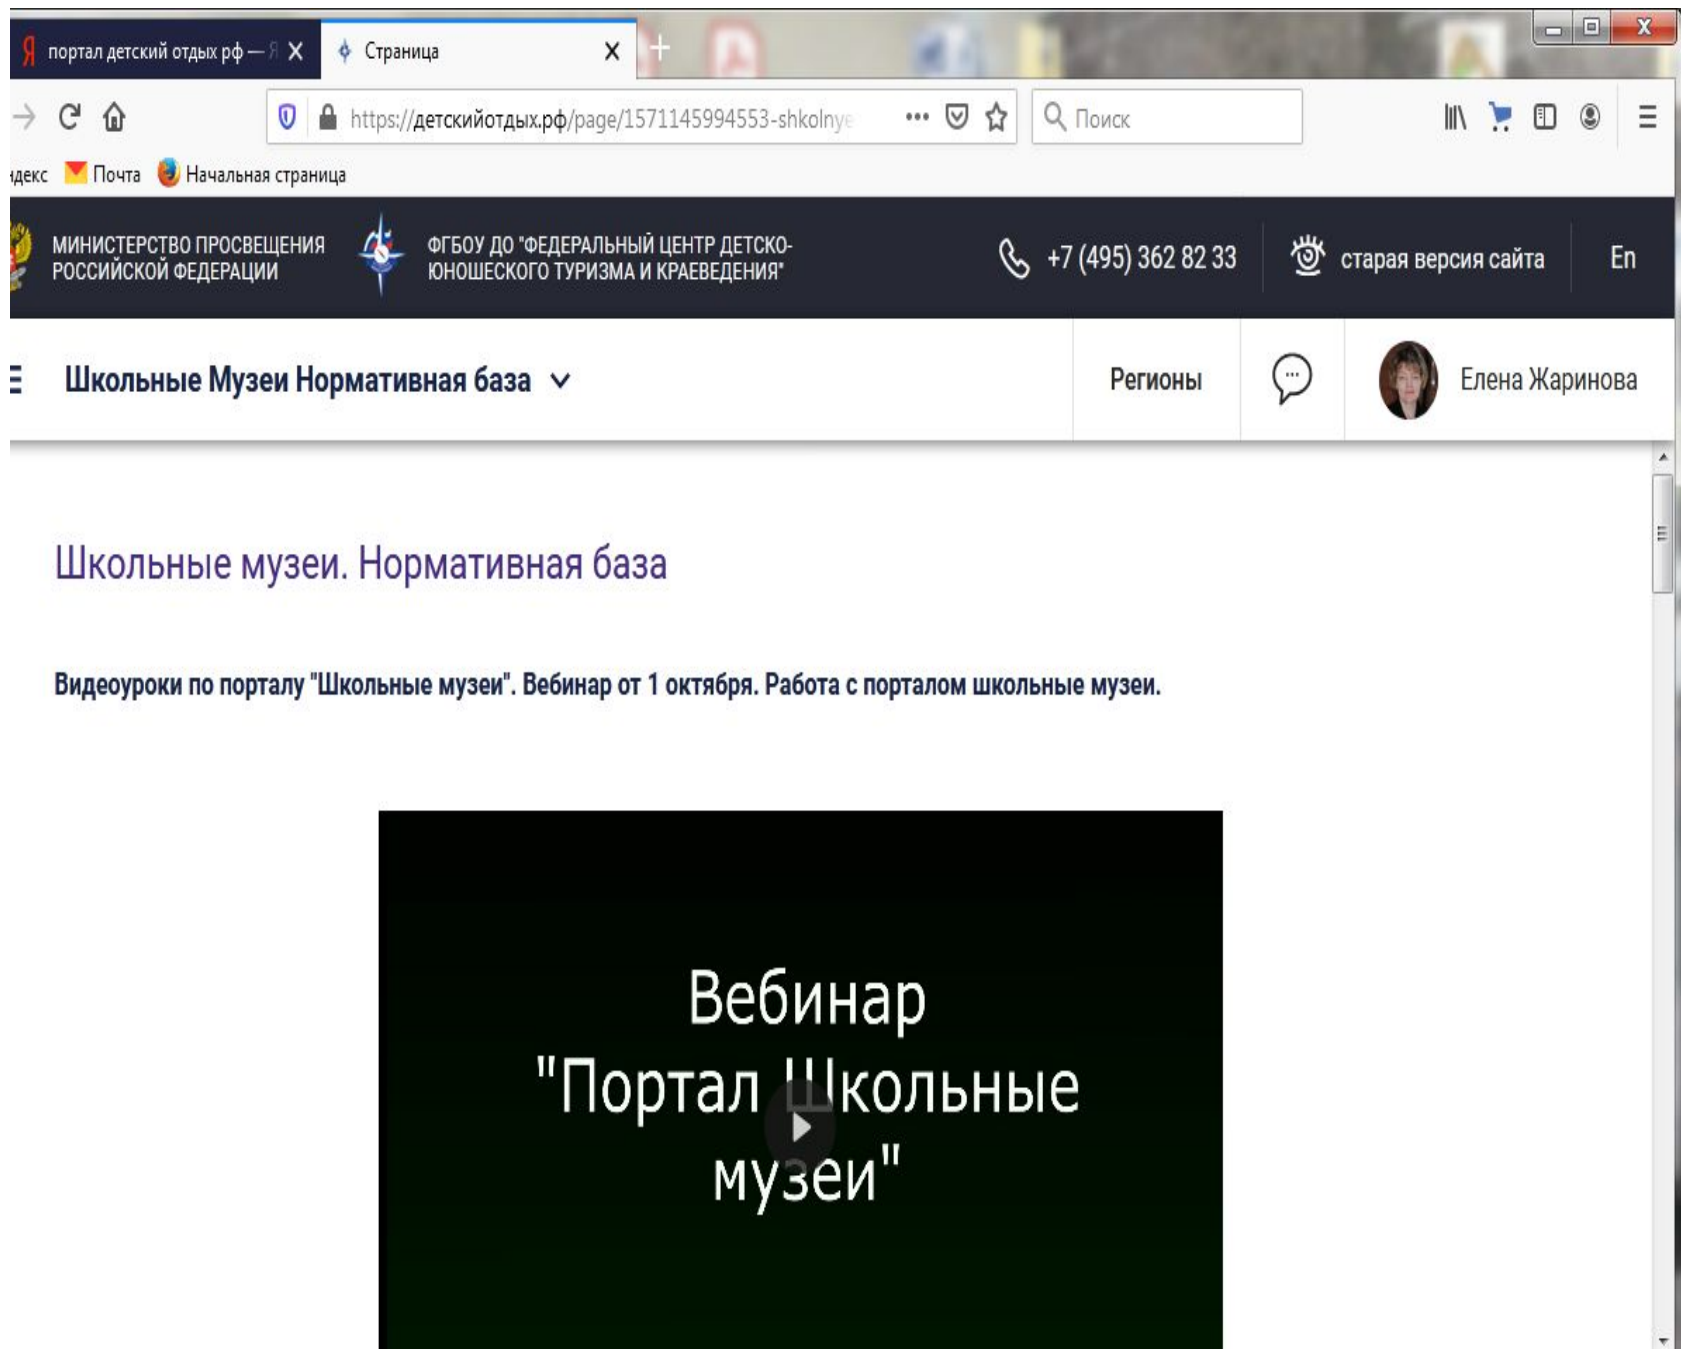 Я портал детский отдых рф — Я
Страница
https://детскийотдых.рф/page/1571145994553-shkolnye
Поиск
ндекс Почта Начальная страница
МИНИСТЕРСТВО ПРОСВЕЩЕНИЯ
РОССИЙСКОЙ ФЕДЕРАЦИИ
ФГБОУ ДО "ФЕДЕРАЛЬНЫЙ ЦЕНТР ДЕТСКО-
ЮНОШЕСКОГО ТУРИЗМА И КРАЕВЕДЕНИЯ"
+7 (495) 362 82 33
старая версия сайта
En
Школьные Музеи Нормативная база
Регионы
Елена Жаринова
Школьные музеи. Нормативная база
Видеоуроки по порталу "Школьные музеи". Вебинар от 1 октября. Работа с порталом школьные музеи.
Вебинар
"Портал Школьные
музеи"